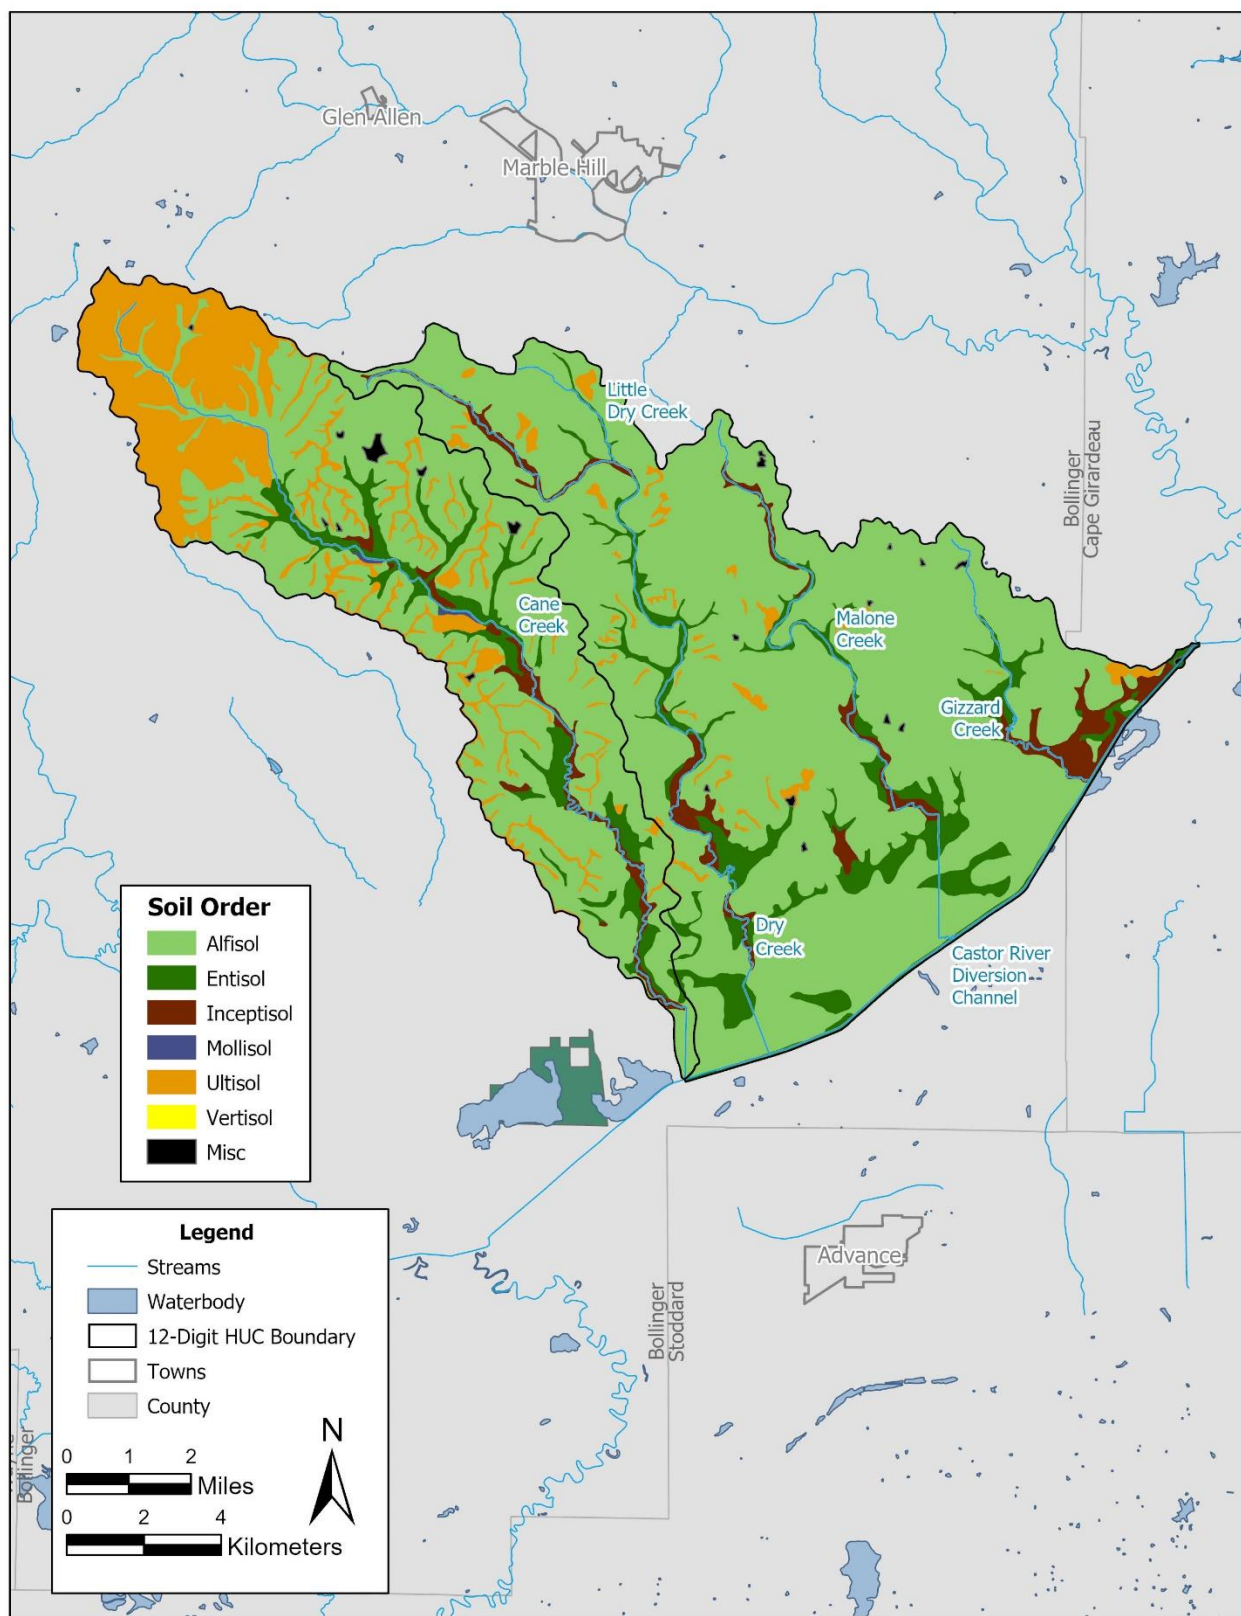 Glen Allen
Marble Hill
Bollinger
Cape Girardeau
Little
Dry Creek
Cane
Creek
Malone
Creek
Gizzard
Creek
Dry
Creek
Castor River
Diversion
Channel
Soil Order
Alfisol
Entisol
Inceptisol
Mollisol
Ultisol
Vertisol
Misc
Advance
Bollinger
Stoddard
Legend
Streams
Waterbody
12-Digit HUC Boundary
Towns
County
N
0 1 2
Miles
0 2 4
Kilometers
Bollinger